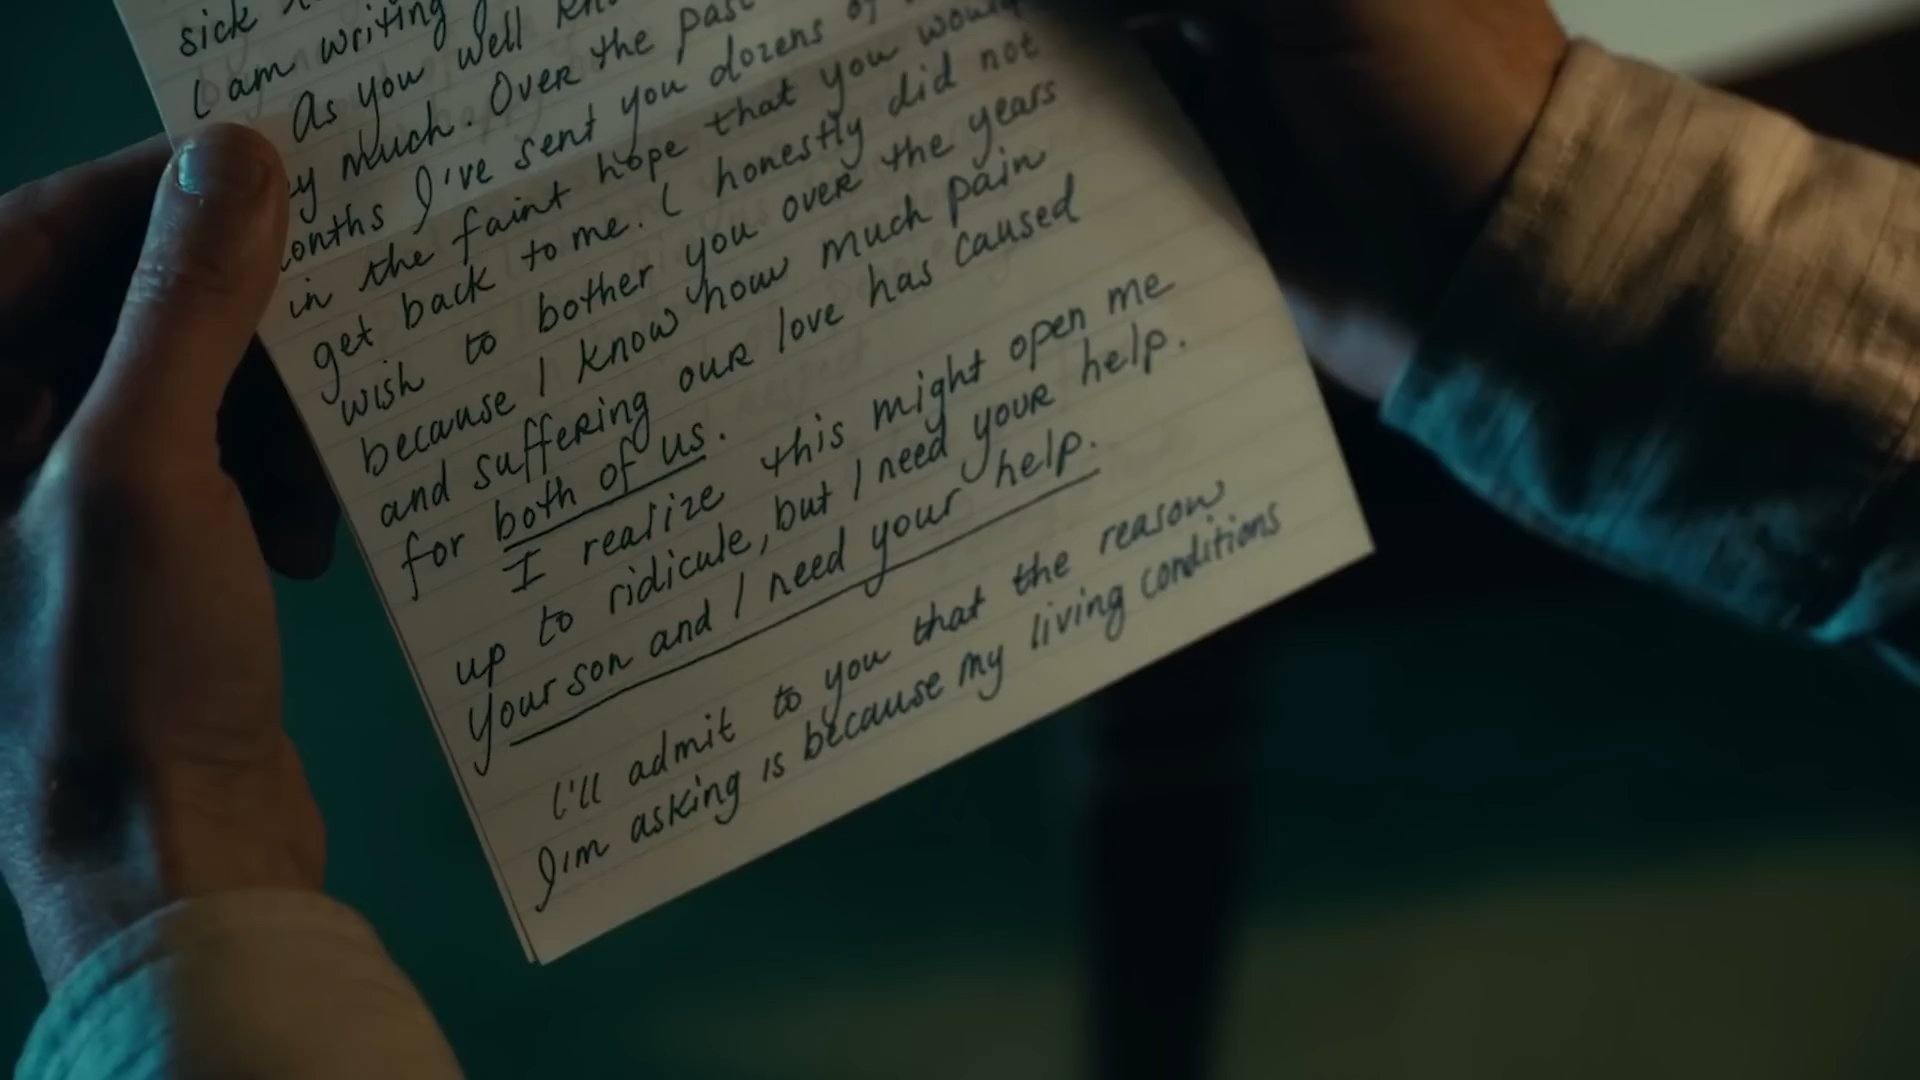 sick
I am writing
As you well
much. Over the past
I've sent you dozens of
in the faint hope that you would
get back to me. I honestly did not
wish to bother you over the years
because I know how much pain
and suffering our love has caused
for both of us.
I realize this might open me
up to ridicule, but I need your help.
Your son and I need your help.
I'll admit to you that the reason
I'm asking is because my living conditions